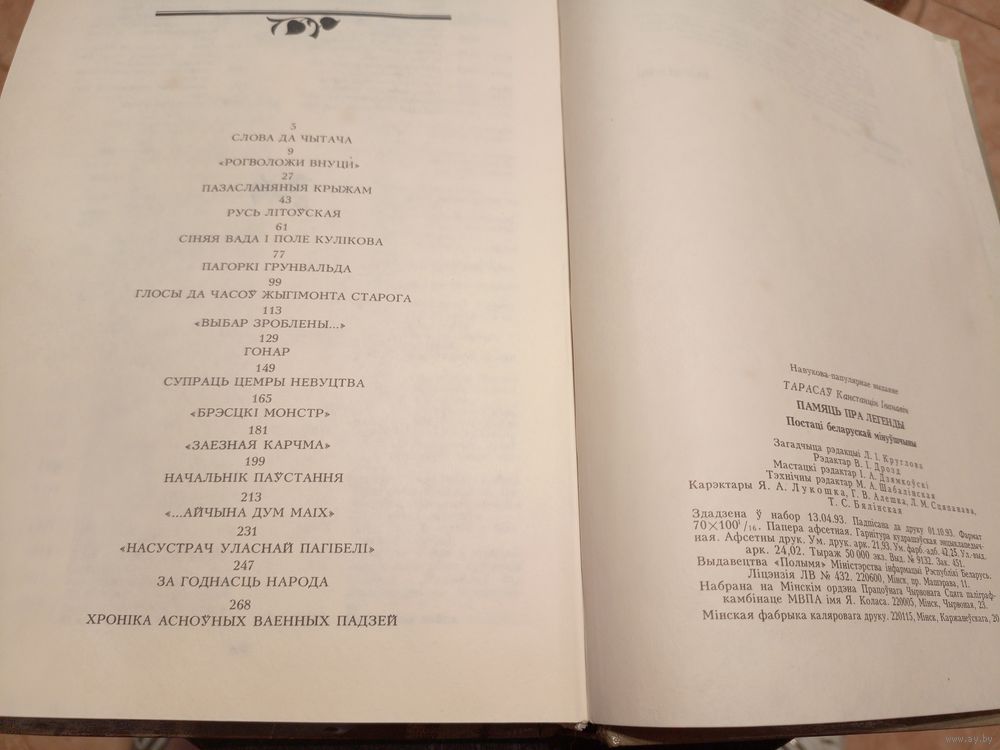 5
СЛОВА ДА ЧЫТАЧА
9
«РОГВОЛОЖИ ВНУЦИ»
27
ПАЗАСЛАНЯНЫЯ КРЫЖАМ
43
РУСЬ ЛІТОЎСКАЯ
61
СІНЯЯ ВАДА І ПОЛЕ КУЛІКОВА
77
ПАГОРКІ ГРУНВАЛЬДА
99
ГЛОСЫ ДА ЧАСОЎ ЖЫГІМОНТА СТАРОГА
113
«ВЫБАР ЗРОБЛЕНЫ...»
129
ГОНАР
149
СУПРАЦЬ ЦЕМРЫ НЕВУЦТВА
165
«БРЭСЦКІ МОНСТР»
181
«ЗАЕЗНАЯ КАРЧМА»
199
НАЧАЛЬНІК ПАЎСТАННЯ
213
«...АЙЧЫНА ДУМ МАІХ»
231
«НАСУСТРАЧ УЛАСНАЙ ПАГІБЕЛІ»
247
ЗА ГОДНАСЦЬ НАРОДА
268
ХРОНІКА АСНОЎНЫХ ВАЕННЫХ ПАДЗЕЙ
Навукова-папулярнае выданне
ТАРАСАЎ Канстанцін Іванавіч
ПАМЯЦЬ ПРА ЛЕГЕНДЫ
Постаці беларускай мінуўшчыны
Загадчыца рэдакцыі Л. І. Круглова
Рэдактар В. І. Дрозд
Мастацкі рэдактар І. А. Дзямкоўскі
Тэхнічны рэдактар М. А. Шабалінская
Карэктары Я. А. Лукошка, Г. В. Алешка, Л. М. Сцяпанава,
Т. С. Бялінская
Здадзена ў набор 13.04.93. Падпісана да друку 01.10.93. Фармат
70×100¹/₁₆. Папера афсетная. Гарнітура кудрашоўская энцыклапедыч-
ная. Афсетны друк. Ум. друк. арк. 21,93. Ум. фарб.-адб. 42,25. Ул.-выд.
арк. 24,02. Тыраж 50 000 экз. Выд. № 9132. Зак. 451.
Выдавецтва «Полымя» Міністэрства інфармацыі Рэспублікі Беларусь.
Ліцэнзія ЛВ № 432. 220600, Мінск, пр. Машэрава, 11.
Набрана на Мінскім ордэна Працоўнага Чырвонага Сцяга паліграф-
камбінаце МВПА імя Я. Коласа. 220005, Мінск, Чырвоная, 23.
Мінская фабрыка каляровага друку. 220115, Мінск, Каржанеўскага, 20
www.ay.by